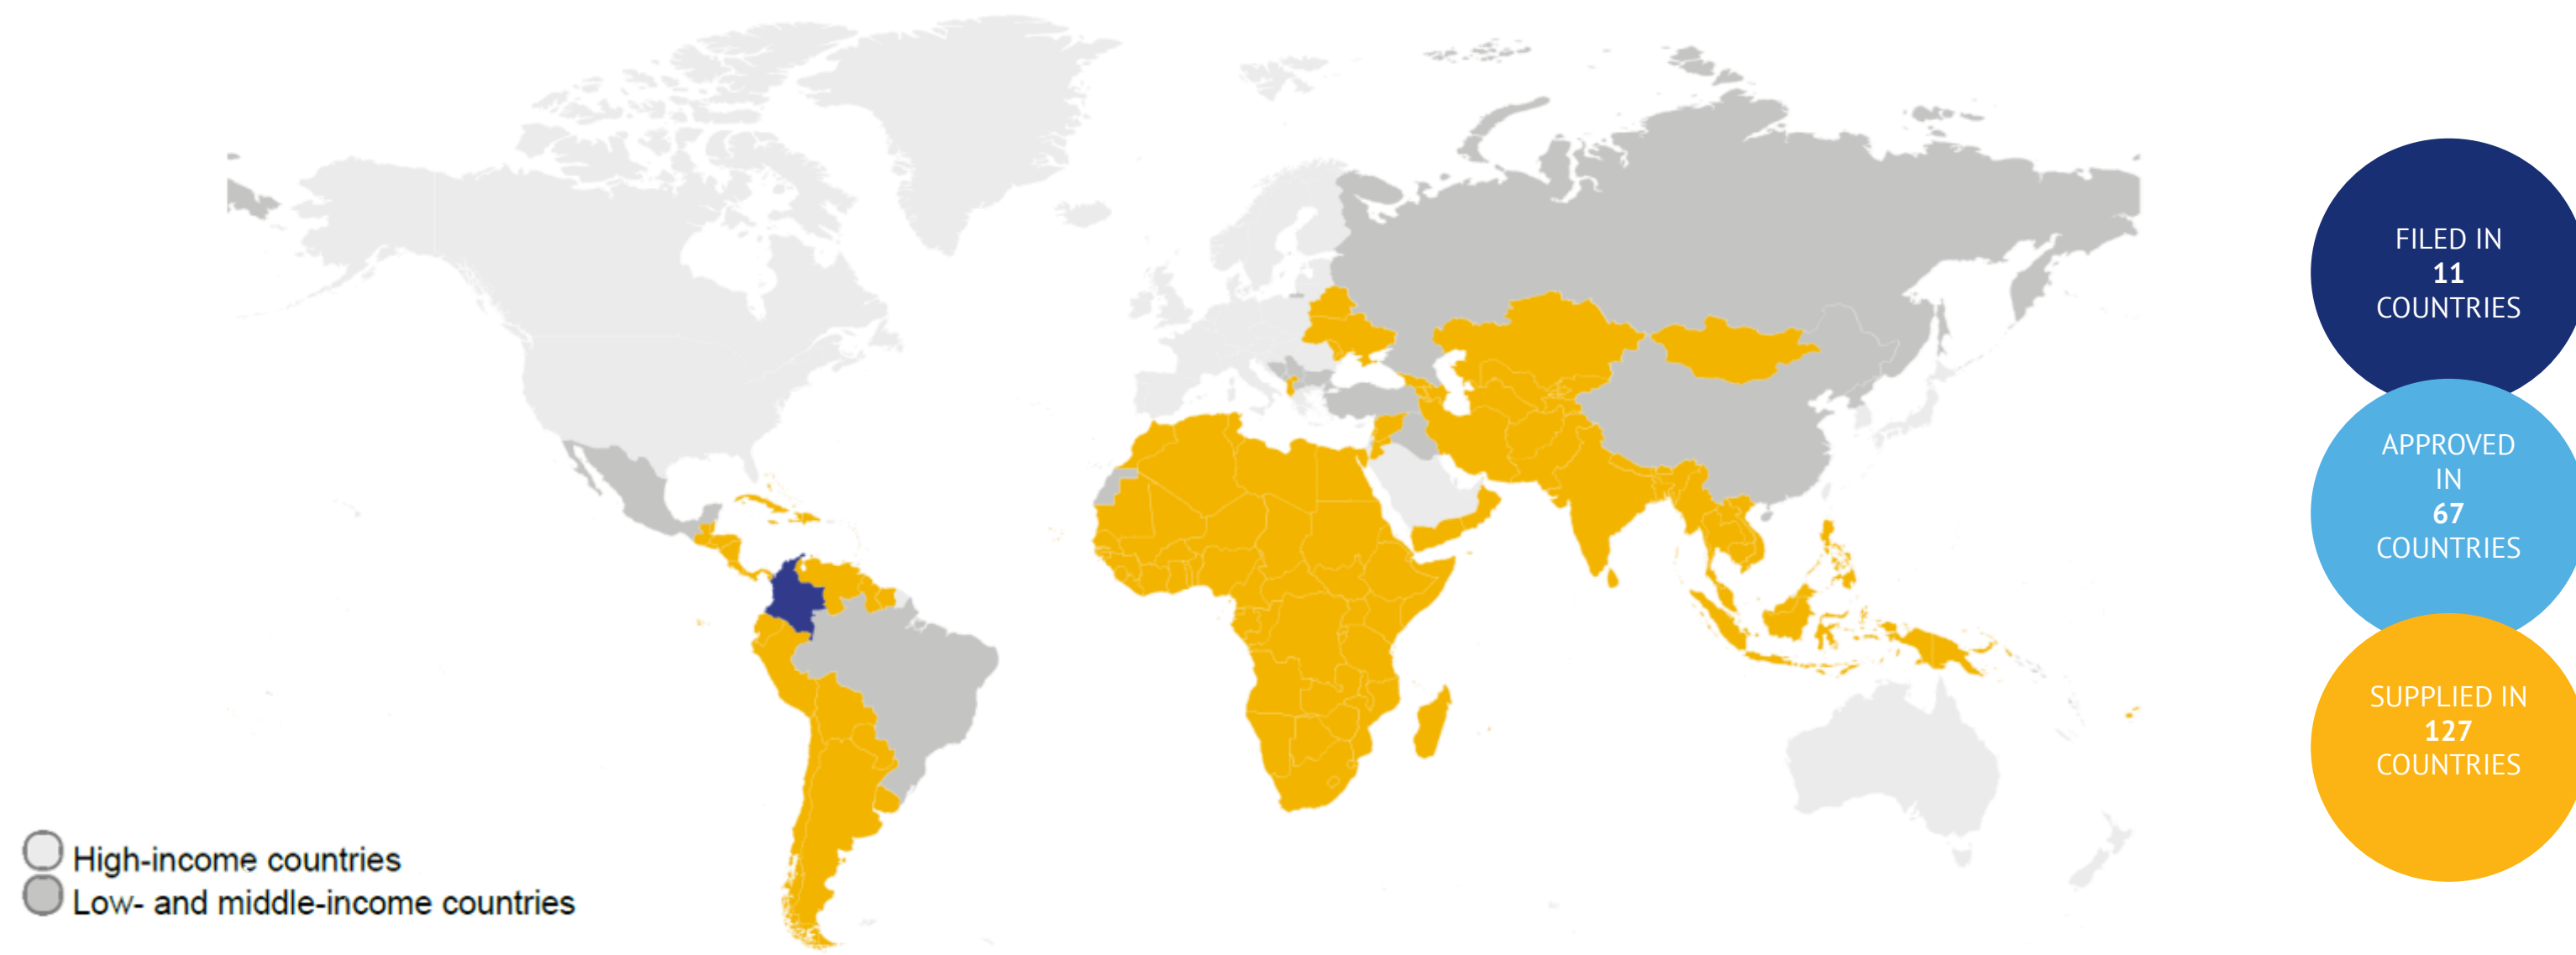 FILED IN
11
COUNTRIES
APPROVED
IN
67
COUNTRIES
SUPPLIED IN
127
COUNTRIES
High-income countries
Low- and middle-income countries